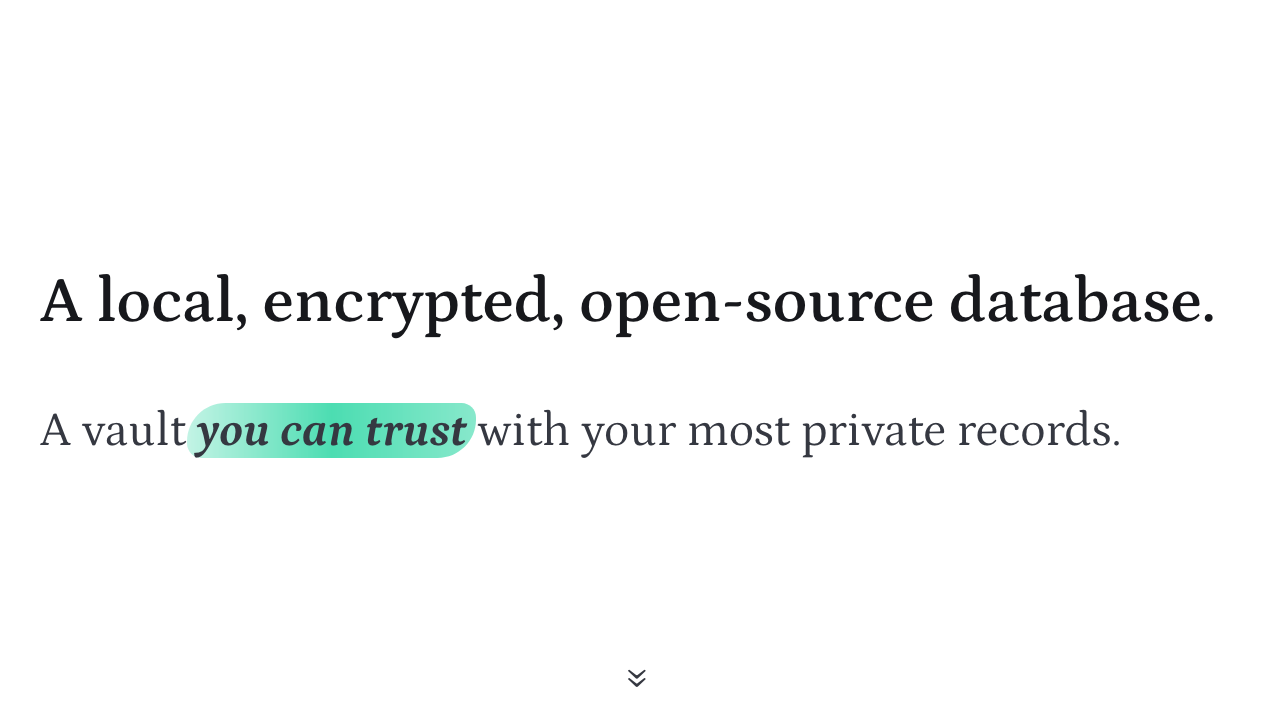 A local, encrypted, open-source database.
A vault you can trust with your most private records.